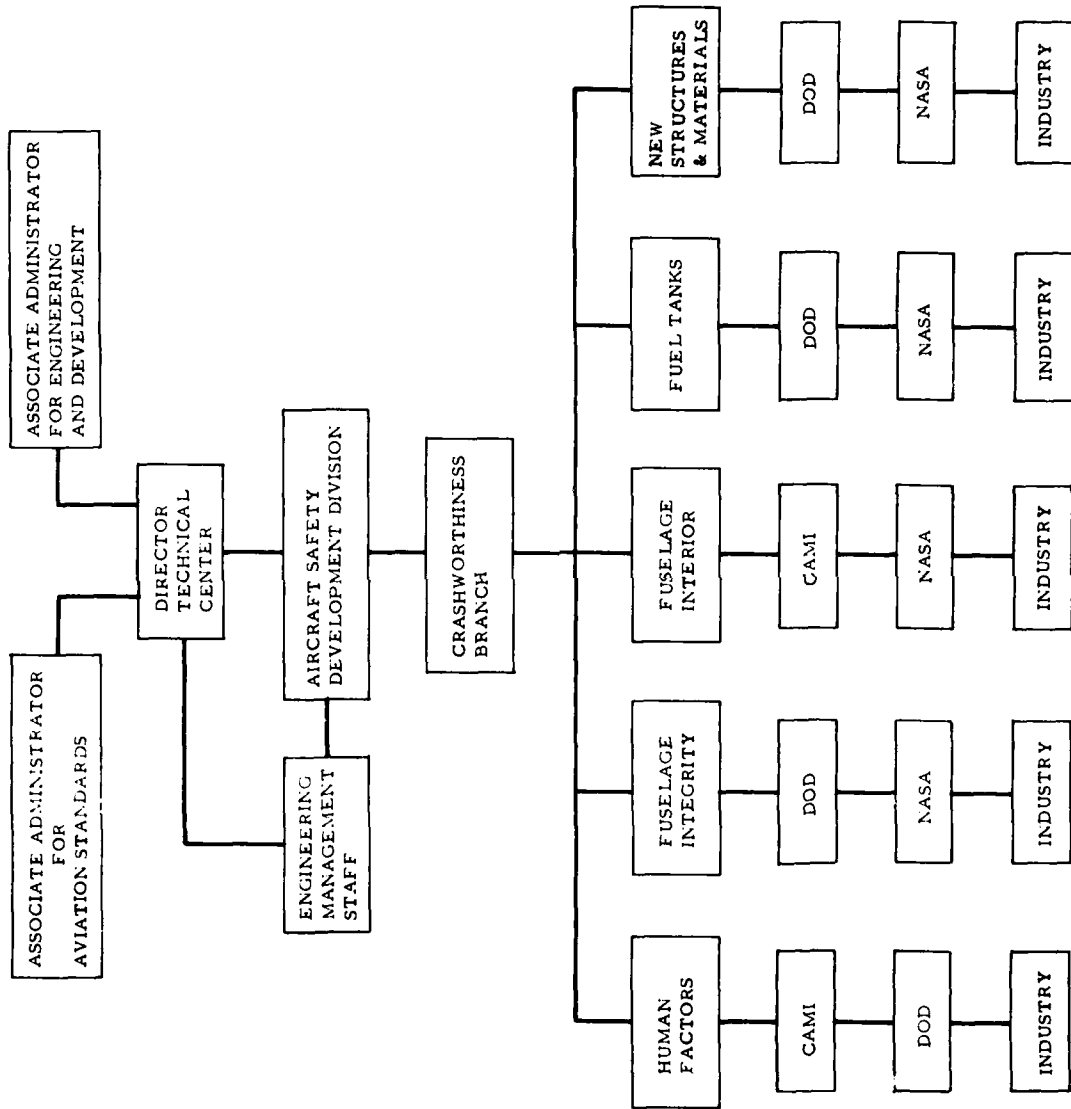 ASSOCIATE ADMINISTRATOR
FOR
AVIATION STANDARDS
ASSOCIATE ADMINISTRATOR
FOR ENGINEERING
AND DEVELOPMENT
DIRECTOR
TECHNICAL
CENTER
ENGINEERING
MANAGEMENT
STAFF
AIRCRAFT SAFETY
DEVELOPMENT DIVISION
CRASHWORTHINESS
BRANCH
HUMAN
FACTORS
FUSELAGE
INTEGRITY
FUSELAGE
INTERIOR
FUEL TANKS
NEW
STRUCTURES
& MATERIALS
CAMI
DOD
CAMI
DOD
DOD
DOD
NASA
NASA
NASA
NASA
INDUSTRY
INDUSTRY
INDUSTRY
INDUSTRY
INDUSTRY